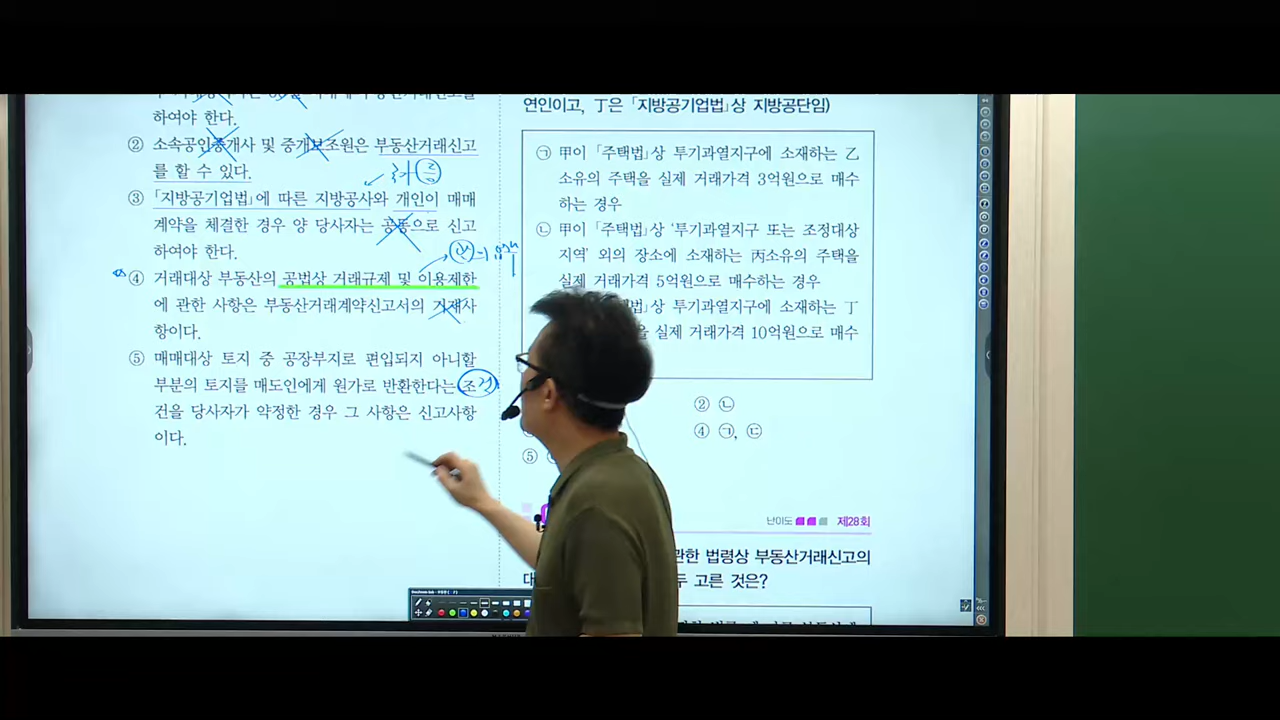 하여야 한다.
② 소속공인중개사 및 중개보조원은 부동산거래신고
를 할 수 있다.
③ 「지방공기업법」에 따른 지방공사와 개인이 매매
계약을 체결한 경우 양 당사자는 공동으로 신고
하여야 한다.
④ 거래대상 부동산의 공법상 거래규제 및 이용제한
에 관한 사항은 부동산거래계약신고서의 기재사
항이다.
⑤ 매매대상 토지 중 공장부지로 편입되지 아니할
부분의 토지를 매도인에게 원가로 반환한다는 조
건을 당사자가 약정한 경우 그 사항은 신고사항
이다.
연인이고, 丁은 「지방공기업법」상 지방공단임)
㉠ 甲이 「주택법」상 투기과열지구에 소재하는 乙
소유의 주택을 실제 거래가격 3억원으로 매수
하는 경우
㉡ 甲이 「주택법」상 '투기과열지구 또는 조정대상
지역' 외의 장소에 소재하는 丙소유의 주택을
실제 거래가격 5억원으로 매수하는 경우
상 투기과열지구에 소재하는 丁
실제 거래가격 10억원으로 매수
② ㉡
④ ㉠, ㉢
⑤
난이도 제28회
관한 법령상 부동산거래신고의
대
두 고른 것은?